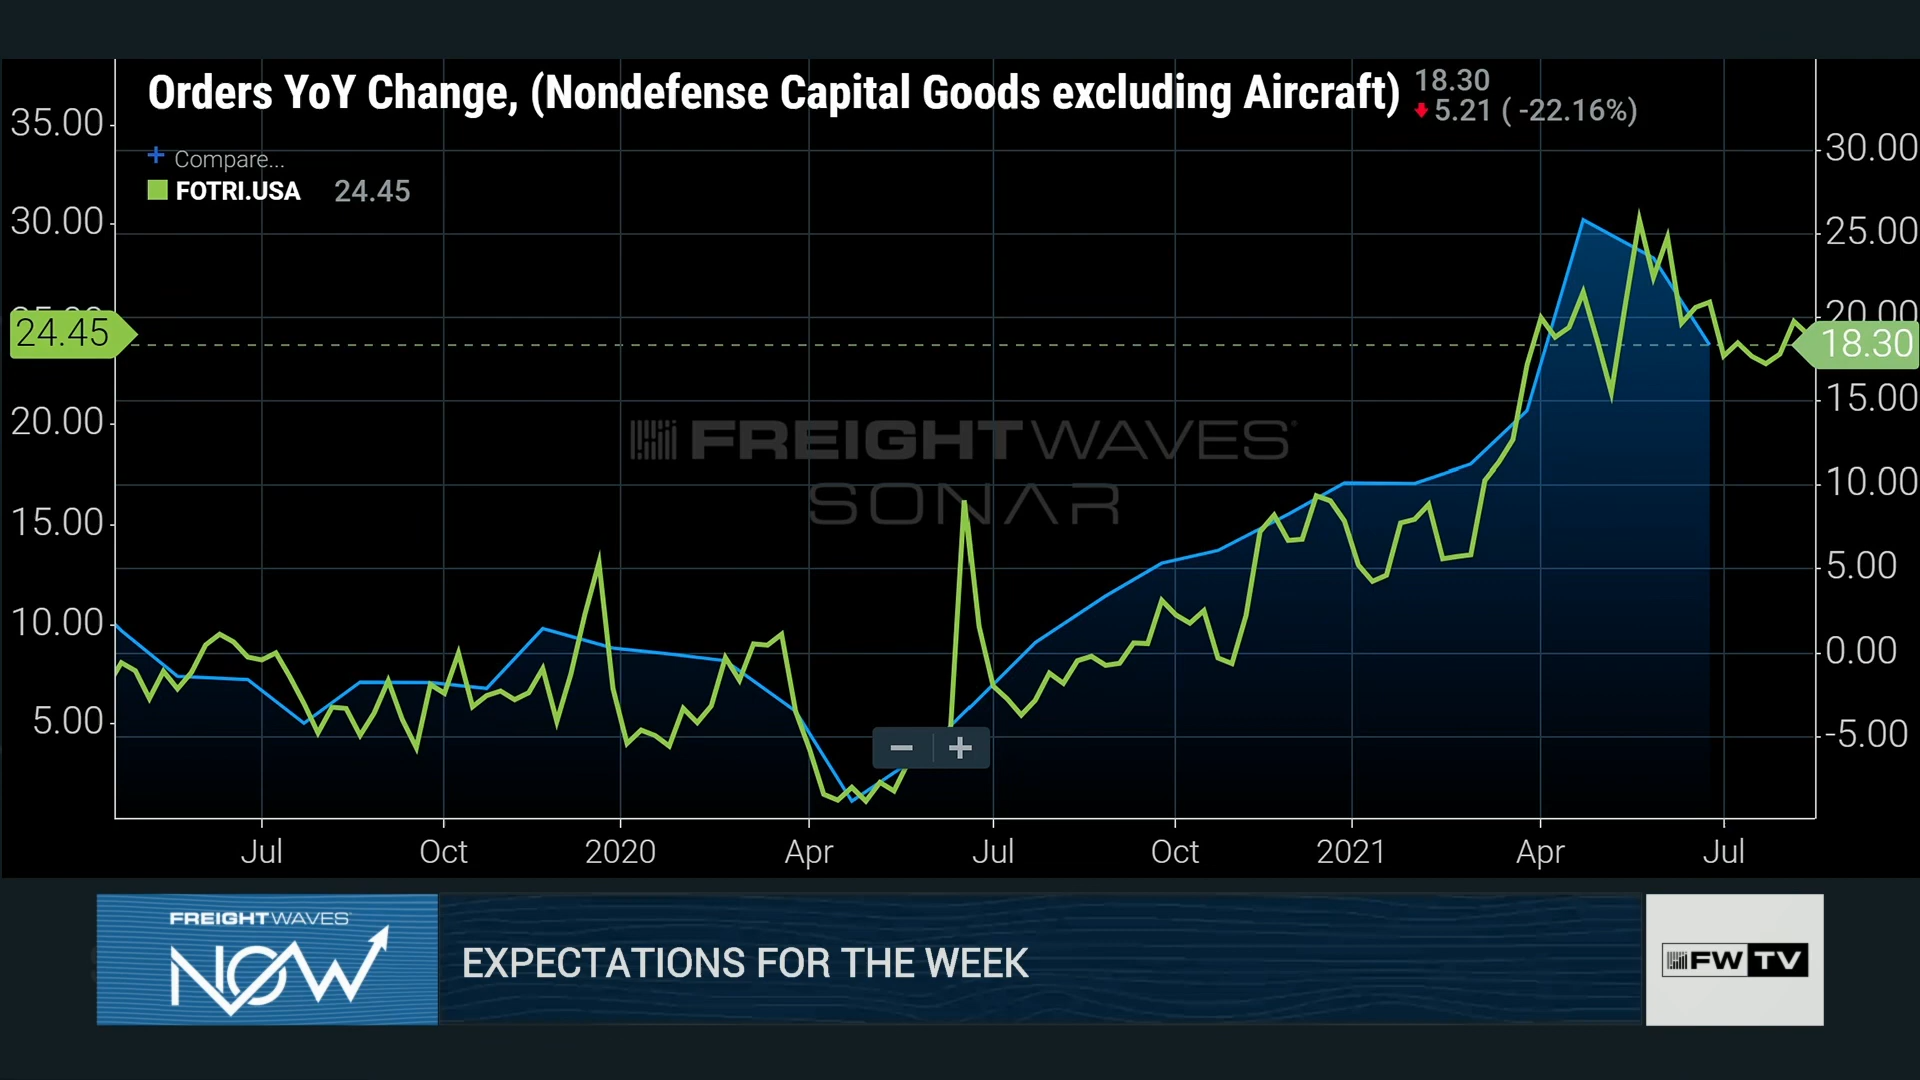 Orders YoY Change, (Nondefense Capital Goods excluding Aircraft) 18.30
5.21 ( -22.16%)
+ Compare...
FOTRI.USA 24.45
35.00
30.00
24.45
20.00
15.00
10.00
5.00
30.00
25.00
20.00
18.30
15.00
10.00
5.00
0.00
-5.00
FREIGHTWAVES
SONAR
− +
Jul Oct 2020 Apr Jul Oct 2021 Apr Jul
FREIGHTWAVES
NOW
EXPECTATIONS FOR THE WEEK
FW TV